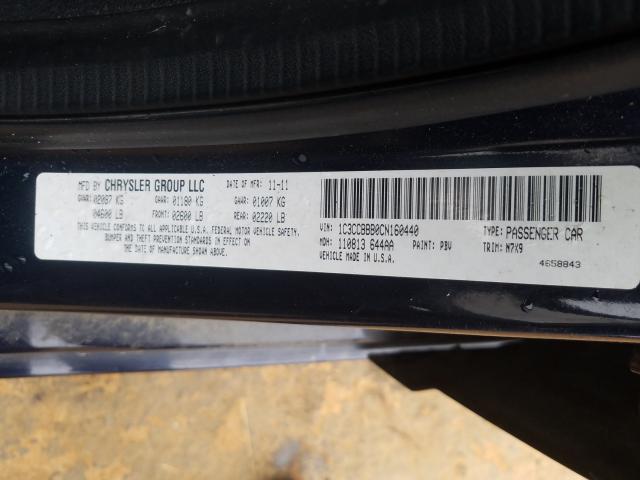 MFD BY CHRYSLER GROUP LLC DATE OF MFR: 11-11
GVWR: 02087 KG GAWR: 01180 KG GAWR: 01007 KG
04600 LB FRONT: 02600 LB REAR: 02220 LB
THIS VEHICLE CONFORMS TO ALL APPLICABLE U.S.A. FEDERAL MOTOR VEHICLE SAFETY,
BUMPER AND THEFT PREVENTION STANDARDS IN EFFECT ON
THE DATE OF MANUFACTURE SHOWN ABOVE.
VIN: 1C3CCBBB0CN160440 TYPE: PASSENGER CAR
MDH: 110813 644AA PAINT: PBV TRIM: M7X9
VEHICLE MADE IN U.S.A.
4658843